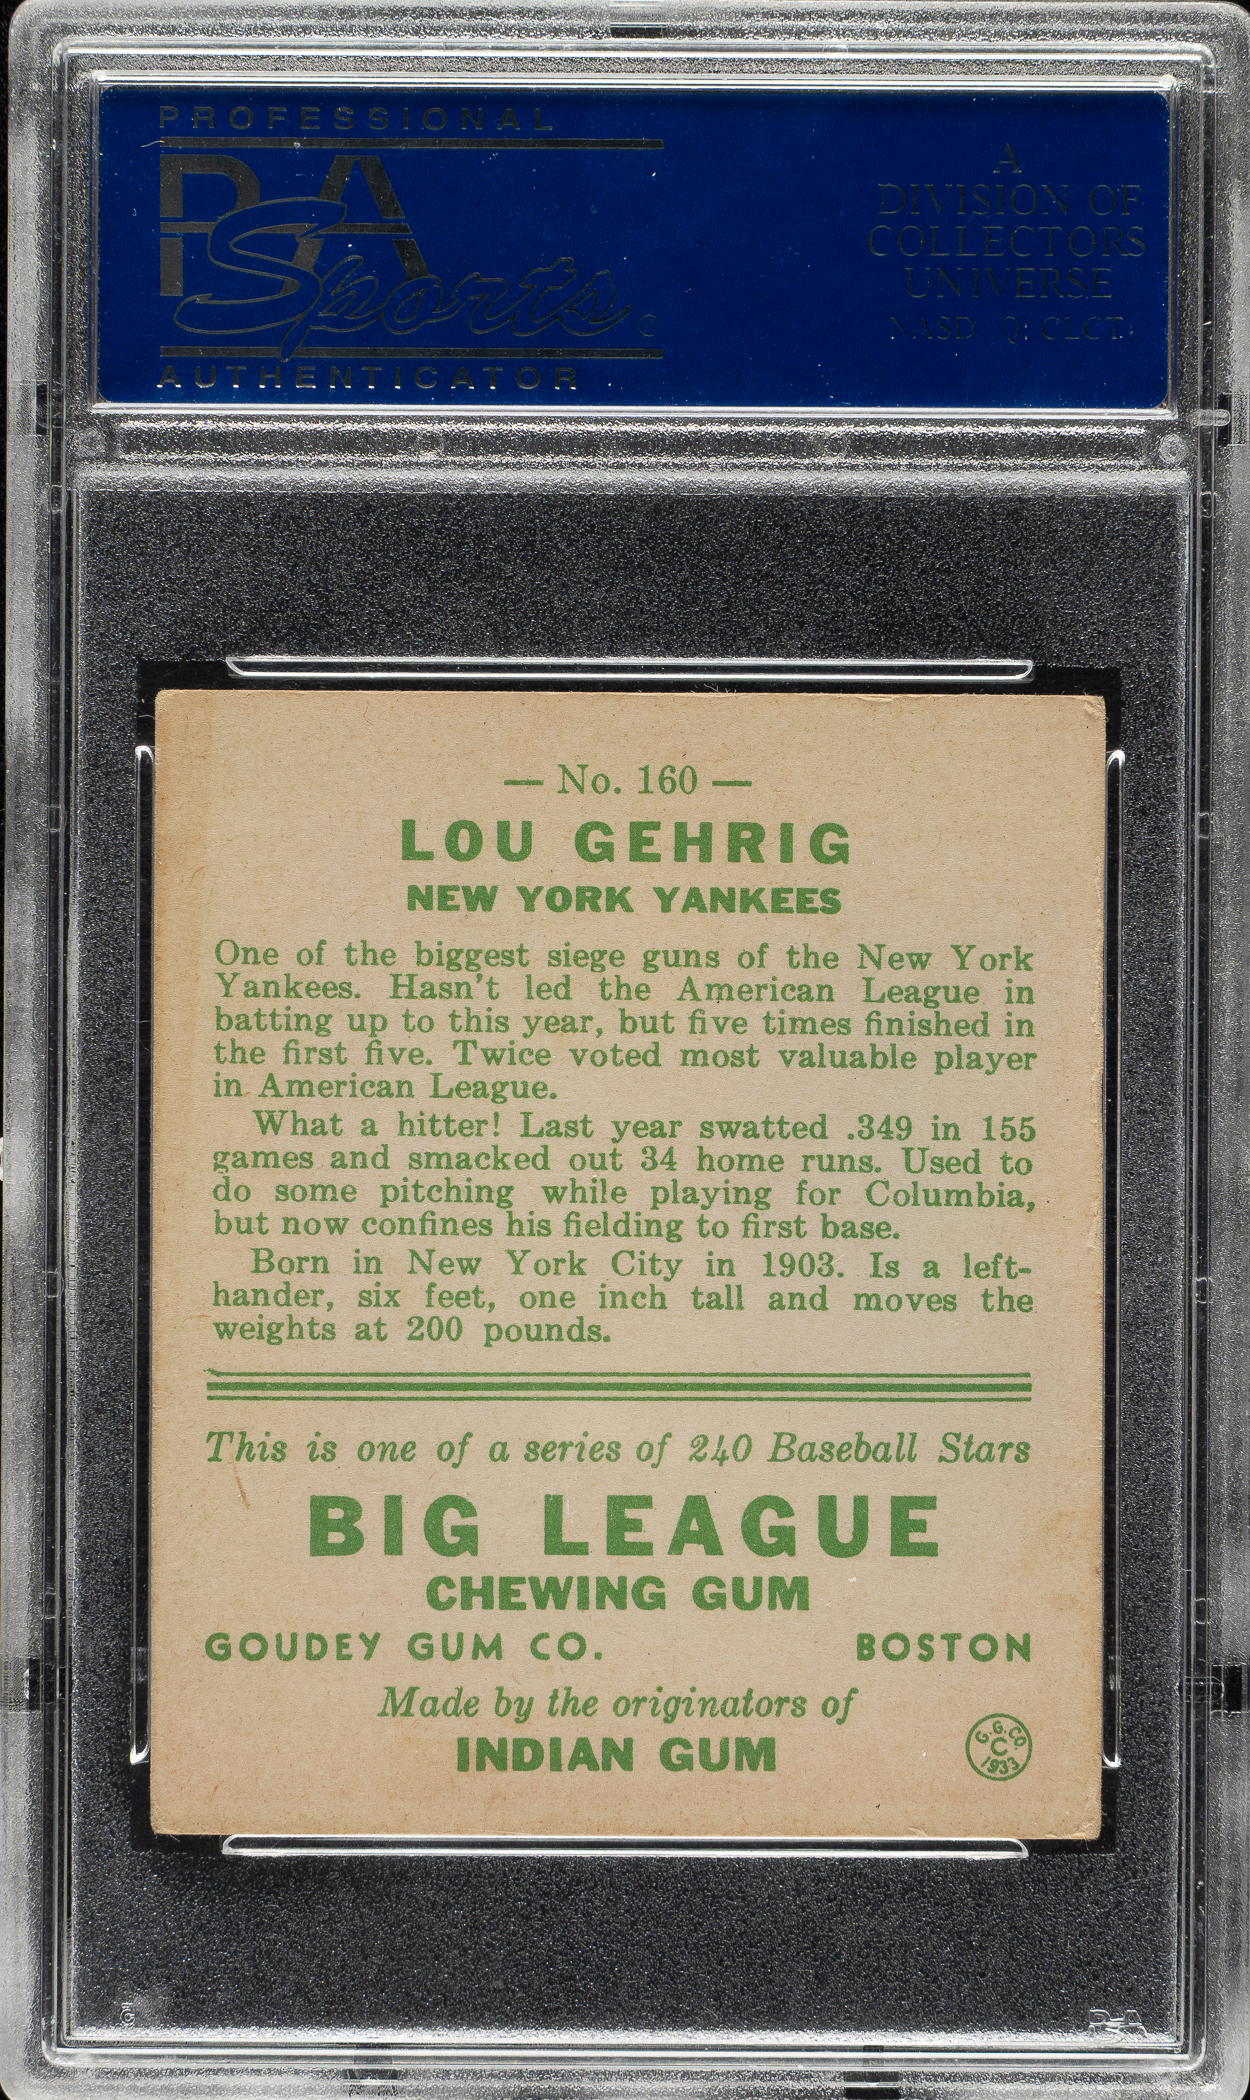 PROFESSIONAL
PSA
Sports ©
AUTHENTICATOR
A
DIVISION OF
COLLECTORS
UNIVERSE
NASDAQ: CLCT
— No. 160 —
LOU GEHRIG
NEW YORK YANKEES
One of the biggest siege guns of the New York
Yankees. Hasn't led the American League in
batting up to this year, but five times finished in
the first five. Twice voted most valuable player
in American League.
What a hitter! Last year swatted .349 in 155
games and smacked out 34 home runs. Used to
do some pitching while playing for Columbia,
but now confines his fielding to first base.
Born in New York City in 1903. Is a left-
hander, six feet, one inch tall and moves the
weights at 200 pounds.
This is one of a series of 240 Baseball Stars
BIG LEAGUE
CHEWING GUM
GOUDEY GUM CO. BOSTON
Made by the originators of
INDIAN GUM
G.G.CO.
C
1933
PSA